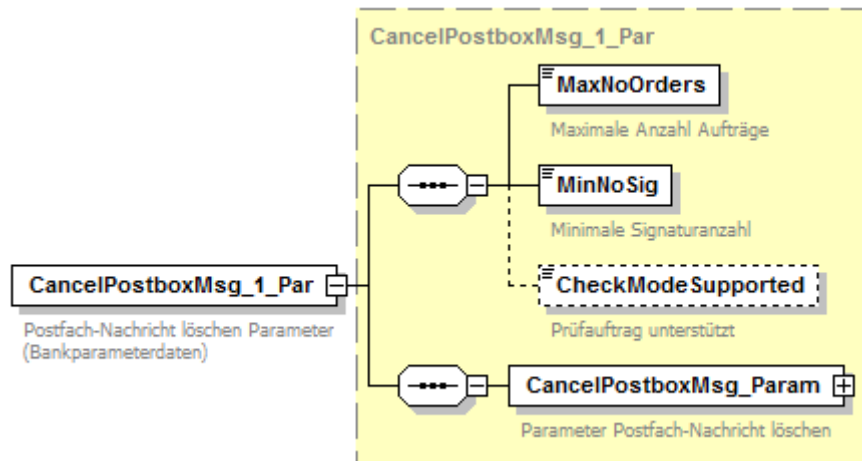 CancelPostboxMsg_1_Par
MaxNoOrders
Maximale Anzahl Aufträge
MinNoSig
Minimale Signaturanzahl
CheckModeSupported
Prüfauftrag unterstützt
CancelPostboxMsg_1_Par
Postfach-Nachricht löschen Parameter
(Bankparameterdaten)
CancelPostboxMsg_Param
Parameter Postfach-Nachricht löschen